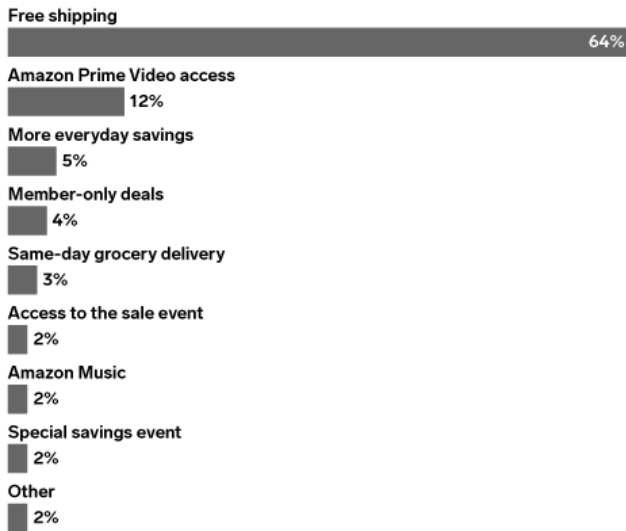 Free shipping
64%
Amazon Prime Video access
12%
More everyday savings
5%
Member-only deals
4%
Same-day grocery delivery
3%
Access to the sale event
2%
Amazon Music
2%
Special savings event
2%
Other
2%